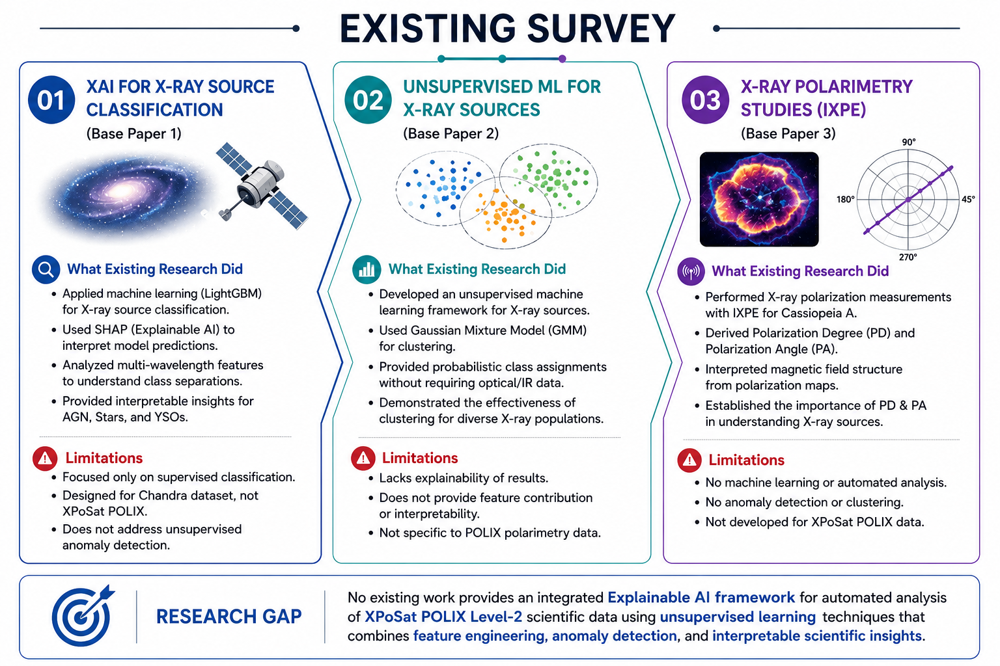 EXISTING SURVEY
01
XAI FOR X-RAY SOURCE
CLASSIFICATION
(Base Paper 1)
What Existing Research Did
• Applied machine learning (LightGBM)
for X-ray source classification.
• Used SHAP (Explainable AI) to
interpret model predictions.
• Analyzed multi-wavelength features
to understand class separations.
• Provided interpretable insights for
AGN, Stars, and YSOs.
Limitations
• Focused only on supervised classification.
• Designed for Chandra dataset, not
XPoSat POLIX.
• Does not address unsupervised
anomaly detection.
02
UNSUPERVISED ML FOR
X-RAY SOURCES
(Base Paper 2)
What Existing Research Did
• Developed an unsupervised machine
learning framework for X-ray sources.
• Used Gaussian Mixture Model (GMM)
for clustering.
• Provided probabilistic class assignments
without requiring optical/IR data.
• Demonstrated the effectiveness of
clustering for diverse X-ray populations.
Limitations
• Lacks explainability of results.
• Does not provide feature contribution
or interpretability.
• Not specific to POLIX polarimetry data.
03
X-RAY POLARIMETRY
STUDIES (IXPE)
(Base Paper 3)
90°
180°
45°
270°
What Existing Research Did
• Performed X-ray polarization measurements
with IXPE for Cassiopeia A.
• Derived Polarization Degree (PD) and
Polarization Angle (PA).
• Interpreted magnetic field structure
from polarization maps.
• Established the importance of PD & PA
in understanding X-ray sources.
Limitations
• No machine learning or automated analysis.
• No anomaly detection or clustering.
• Not developed for XPoSat POLIX data.
RESEARCH GAP
No existing work provides an integrated Explainable AI framework for automated analysis
of XPoSat POLIX Level-2 scientific data using unsupervised learning techniques that
combines feature engineering, anomaly detection, and interpretable scientific insights.